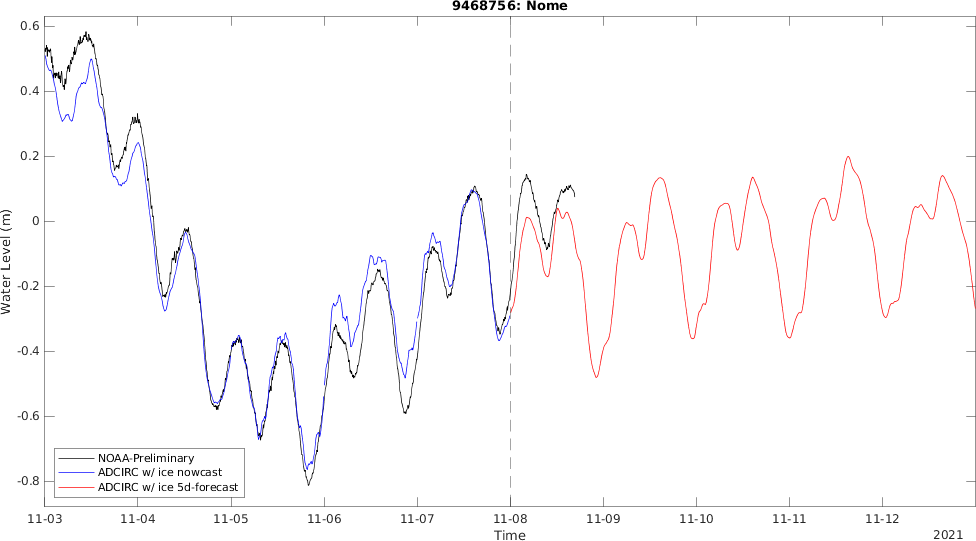 9468756: Nome
0.6
0.4
0.2
0
-0.2
-0.4
-0.6
-0.8
Water Level (m)
NOAA-Preliminary
ADCIRC w/ ice nowcast
ADCIRC w/ ice 5d-forecast
11-03 11-04 11-05 11-06 11-07 11-08 11-09 11-10 11-11 11-12
Time
2021